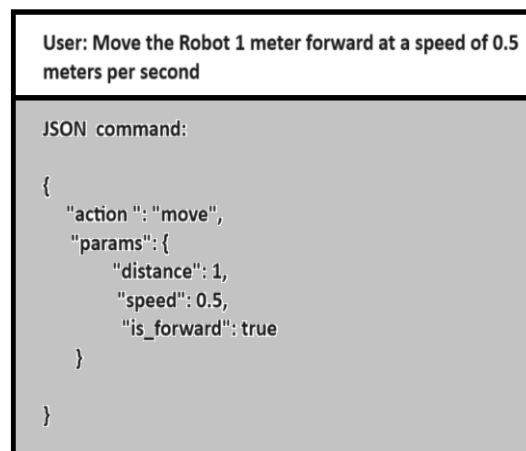 User: Move the Robot 1 meter forward at a speed of 0.5
meters per second
JSON command:
{
"action ": "move",
"params": {
"distance": 1,
"speed": 0.5,
"is_forward": true
}
}